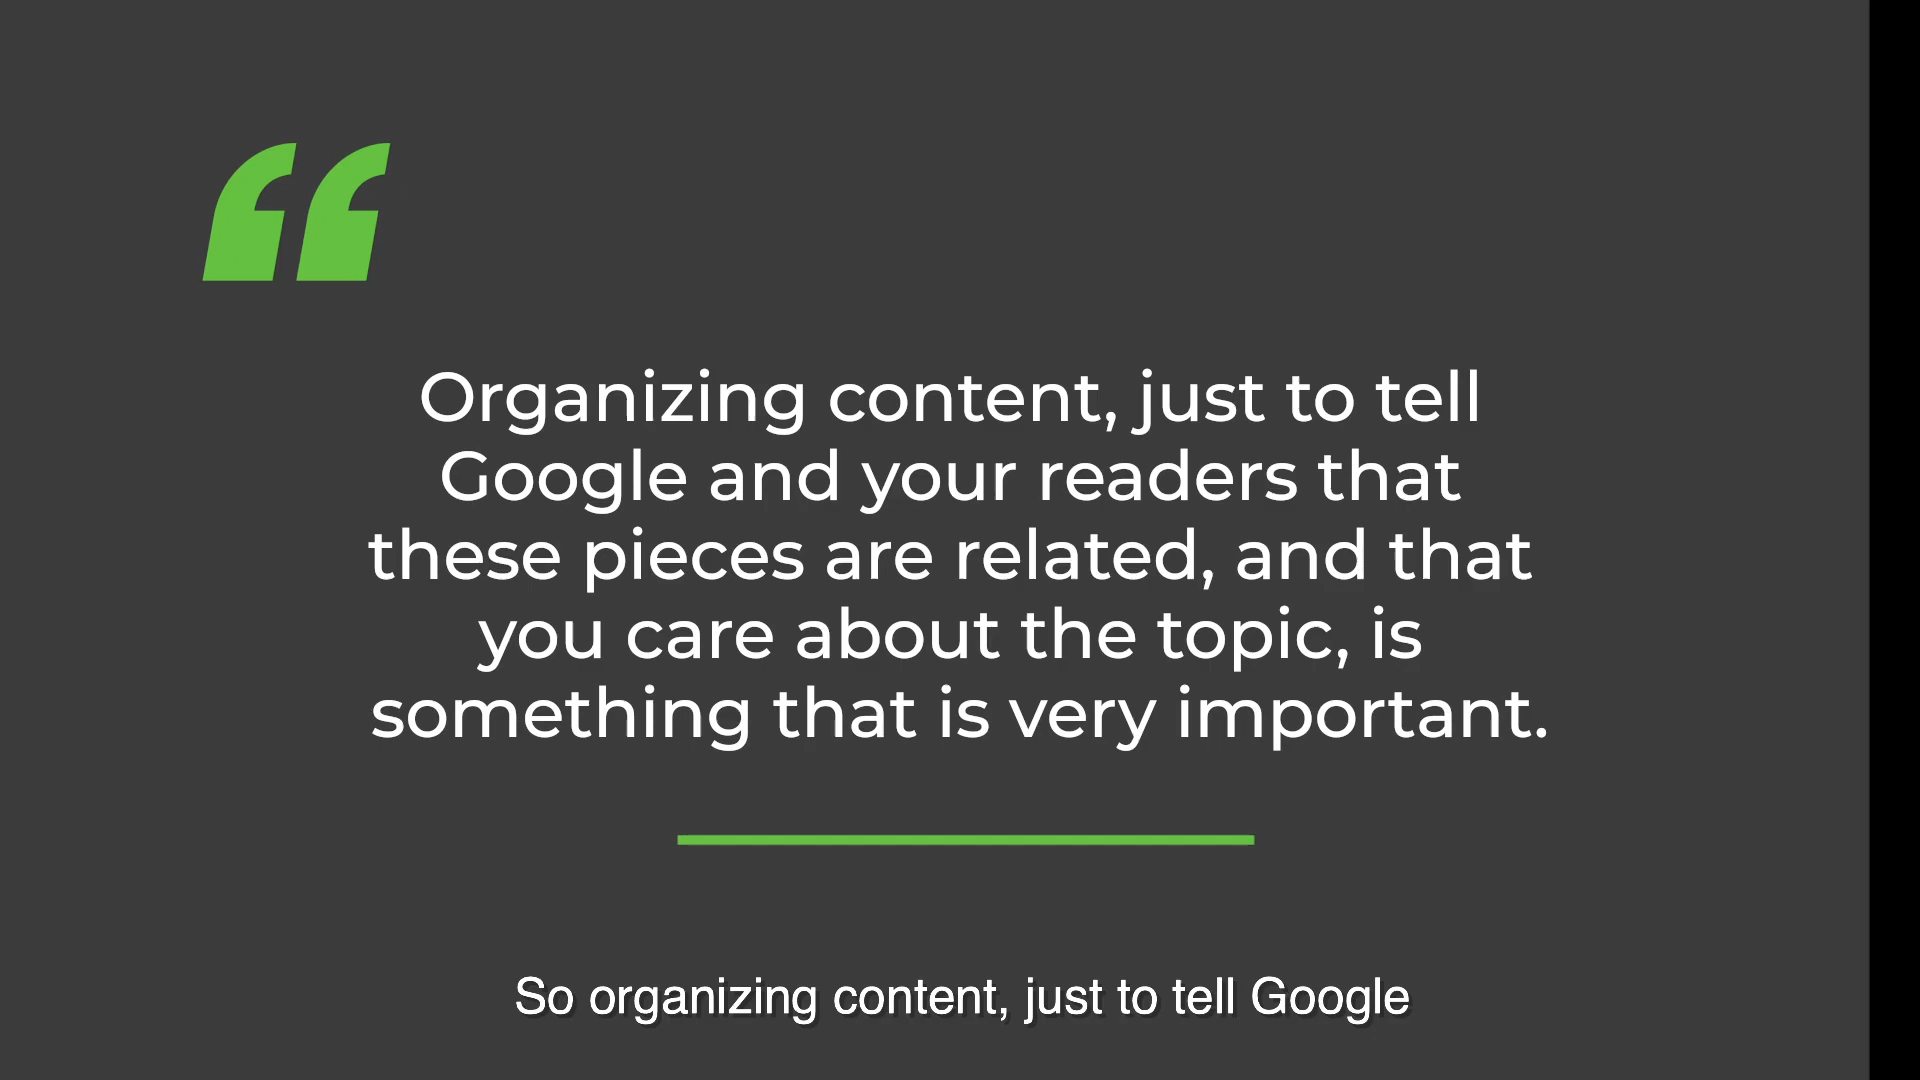 “
Organizing content, just to tell
Google and your readers that
these pieces are related, and that
you care about the topic, is
something that is very important.
So organizing content, just to tell Google